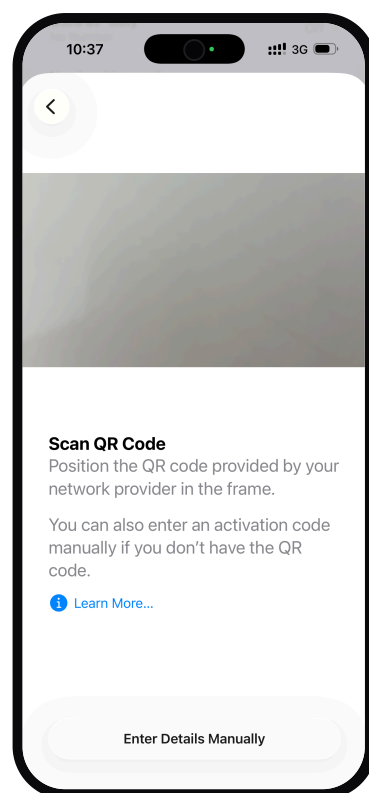 10:37
3G
Scan QR Code
Position the QR code provided by your
network provider in the frame.
You can also enter an activation code
manually if you don’t have the QR
code.
Learn More...
Enter Details Manually